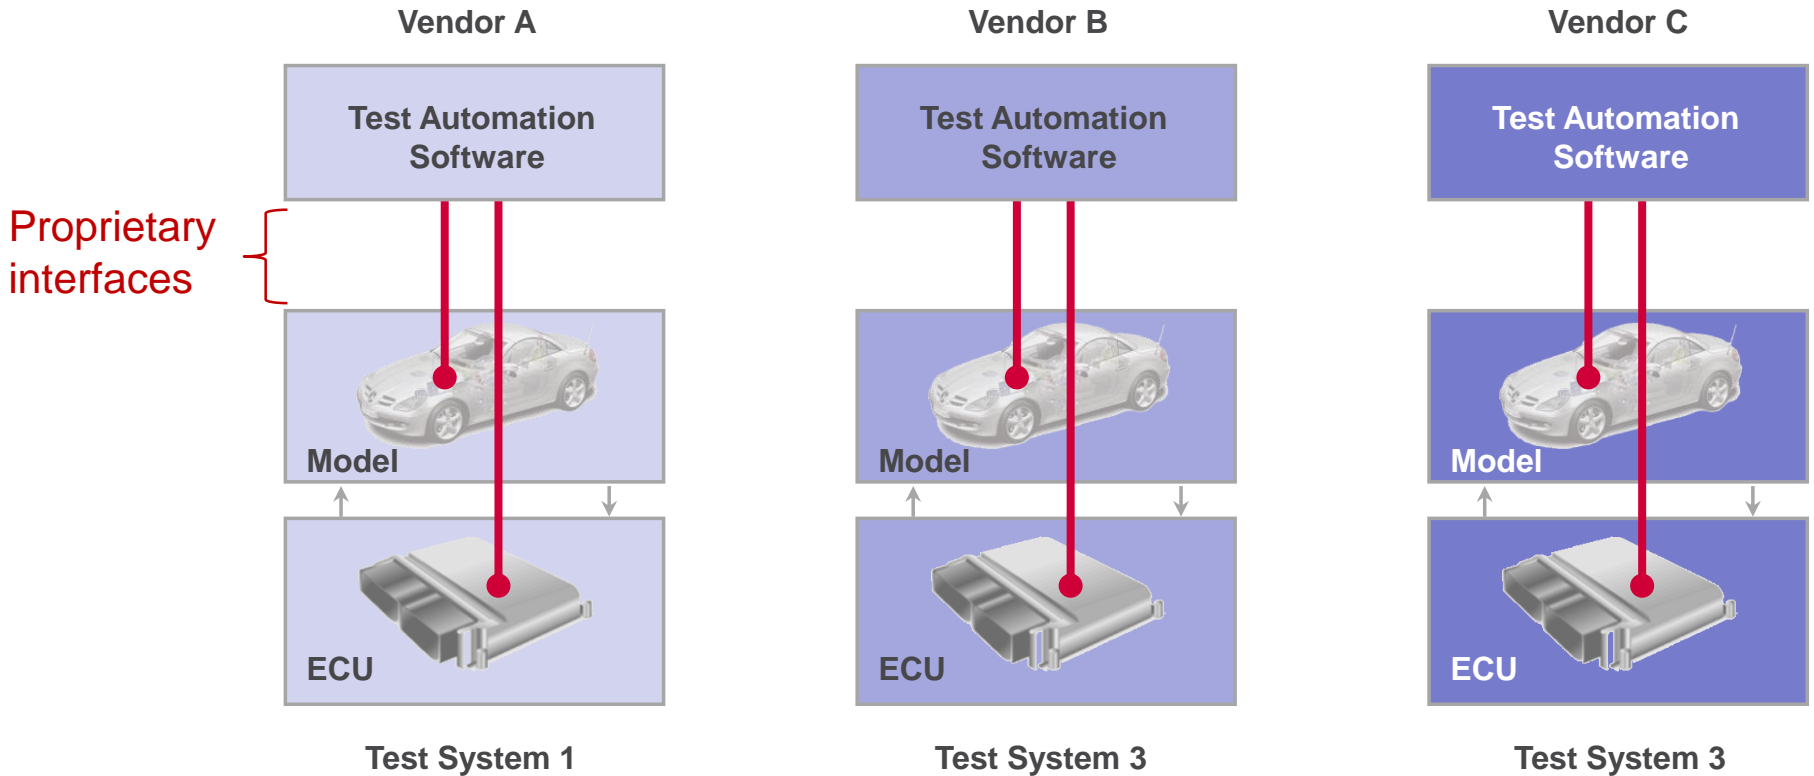 Vendor A
Vendor B
Vendor C
Test Automation
Software
Test Automation
Software
Test Automation
Software
Proprietary
interfaces
Model
Model
Model
ECU
ECU
ECU
Test System 1
Test System 3
Test System 3